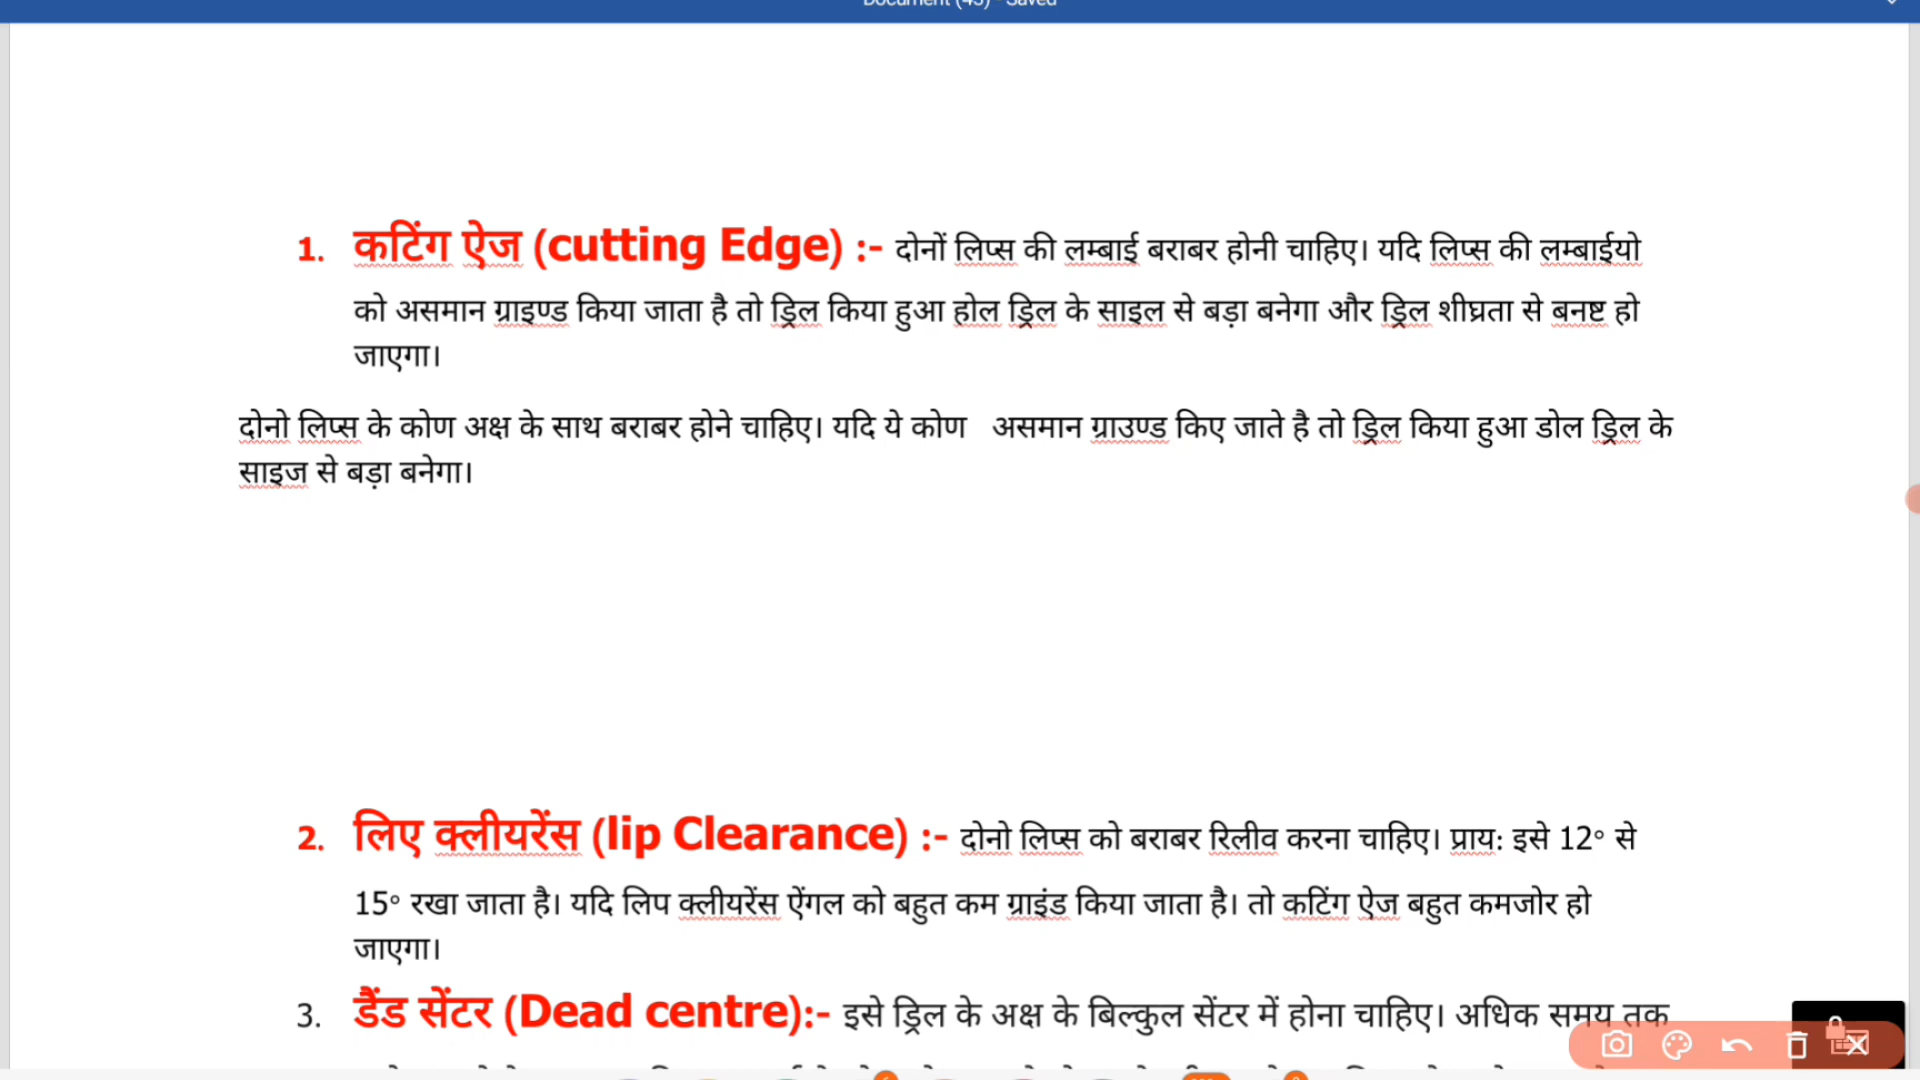 Document (43) - Saved
1. कटिंग ऐज (cutting Edge) :- दोनों लिप्स की लम्बाई बराबर होनी चाहिए। यदि लिप्स की लम्बाईयो
को असमान ग्राइण्ड किया जाता है तो ड्रिल किया हुआ होल ड्रिल के साइल से बड़ा बनेगा और ड्रिल शीघ्रता से बनष्ट हो
जाएगा।
दोनो लिप्स के कोण अक्ष के साथ बराबर होने चाहिए। यदि ये कोण असमान ग्राउण्ड किए जाते है तो ड्रिल किया हुआ डोल ड्रिल के
साइज से बड़ा बनेगा।
2. लिए क्लीयरेंस (lip Clearance) :- दोनो लिप्स को बराबर रिलीव करना चाहिए। प्राय: इसे 12° से
15° रखा जाता है। यदि लिप क्लीयरेंस ऐंगल को बहुत कम ग्राइंड किया जाता है। तो कटिंग ऐज बहुत कमजोर हो
जाएगा।
3. डैंड सेंटर (Dead centre):- इसे ड्रिल के अक्ष के बिल्कुल सेंटर में होना चाहिए। अधिक समय तक